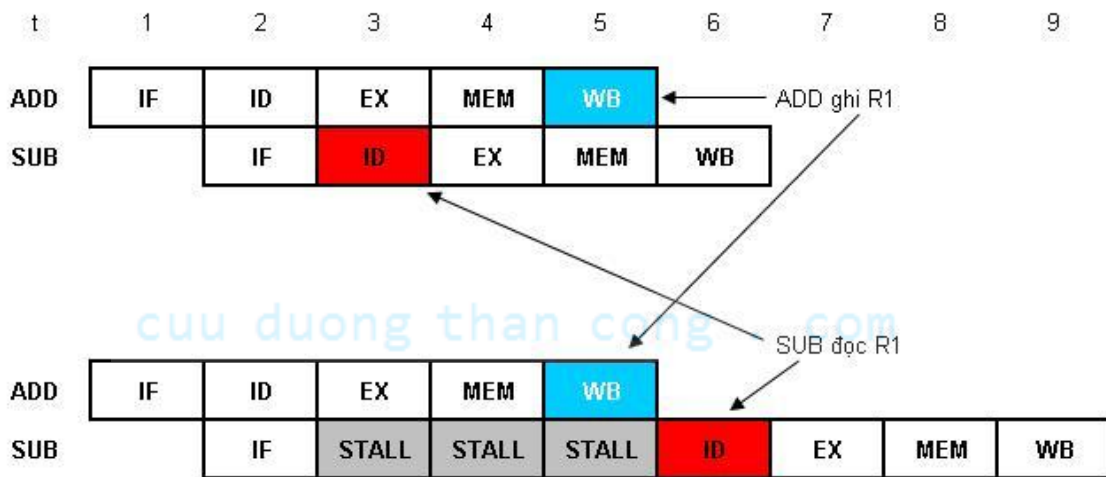 t 1 2 3 4 5 6 7 8 9
ADD IF ID EX MEM WB ADD ghi R1
SUB IF ID EX MEM WB
cuu duong than cong . com
SUB đọc R1
ADD IF ID EX MEM WB
SUB IF STALL STALL STALL ID EX MEM WB